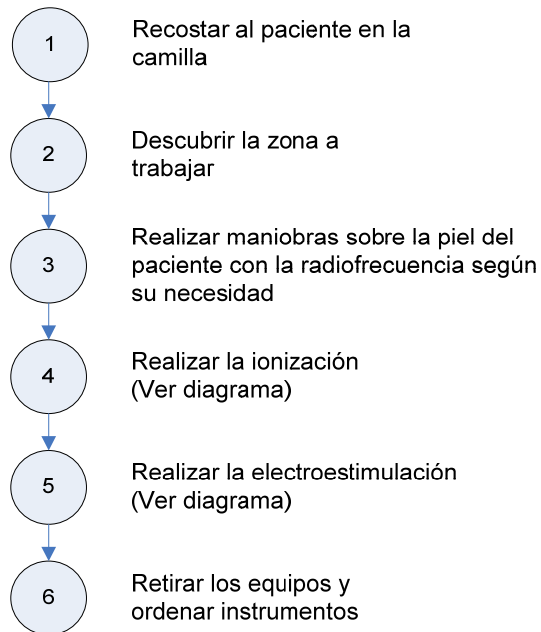 1
Recostar al paciente en la
camilla
2
Descubrir la zona a
trabajar
3
Realizar maniobras sobre la piel del
paciente con la radiofrecuencia según
su necesidad
4
Realizar la ionización
(Ver diagrama)
5
Realizar la electroestimulación
(Ver diagrama)
6
Retirar los equipos y
ordenar instrumentos